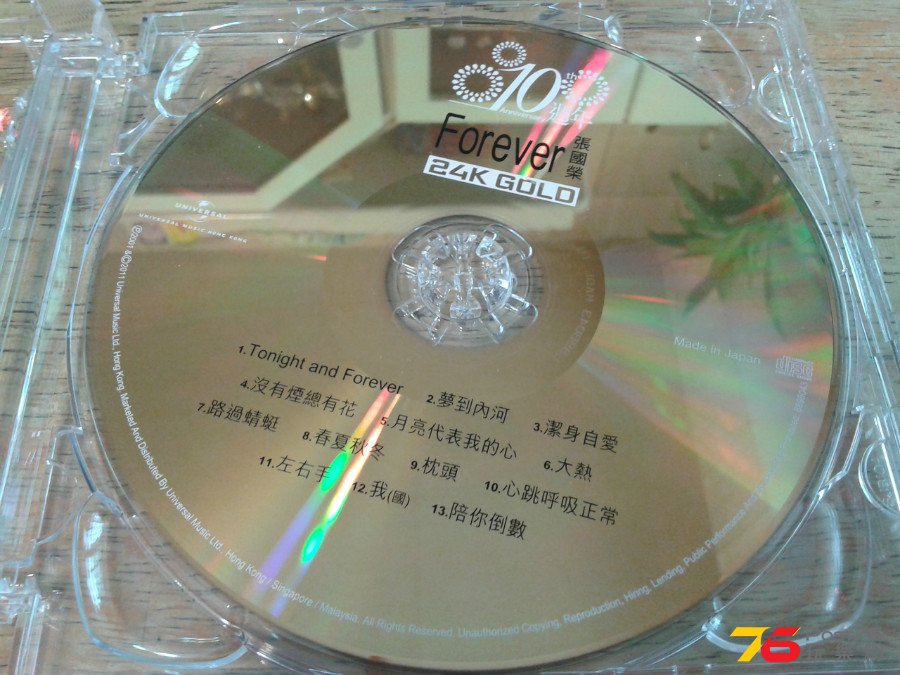 10th
Anniversary
Forever
張國榮
24K GOLD
UNIVERSAL
UNIVERSAL MUSIC HONG KONG
Made in Japan
disc
1.Tonight and Forever
2.夢到內河
3.潔身自愛
4.沒有煙總有花
5.月亮代表我的心
6.大熱
7.路過蜻蜓
8.春夏秋冬
9.枕頭
10.心跳呼吸正常
11.左右手
12.我(國)
13.陪你倒數
℗2001 &©2011 Universal Music Ltd., Hong Kong. Marketed And Distributed By Universal Music Ltd., Hong Kong / Singapore / Malaysia. All Rights Reserved. Unauthorized Copying, Reproduction, Hiring, Lending, Public Performance
76